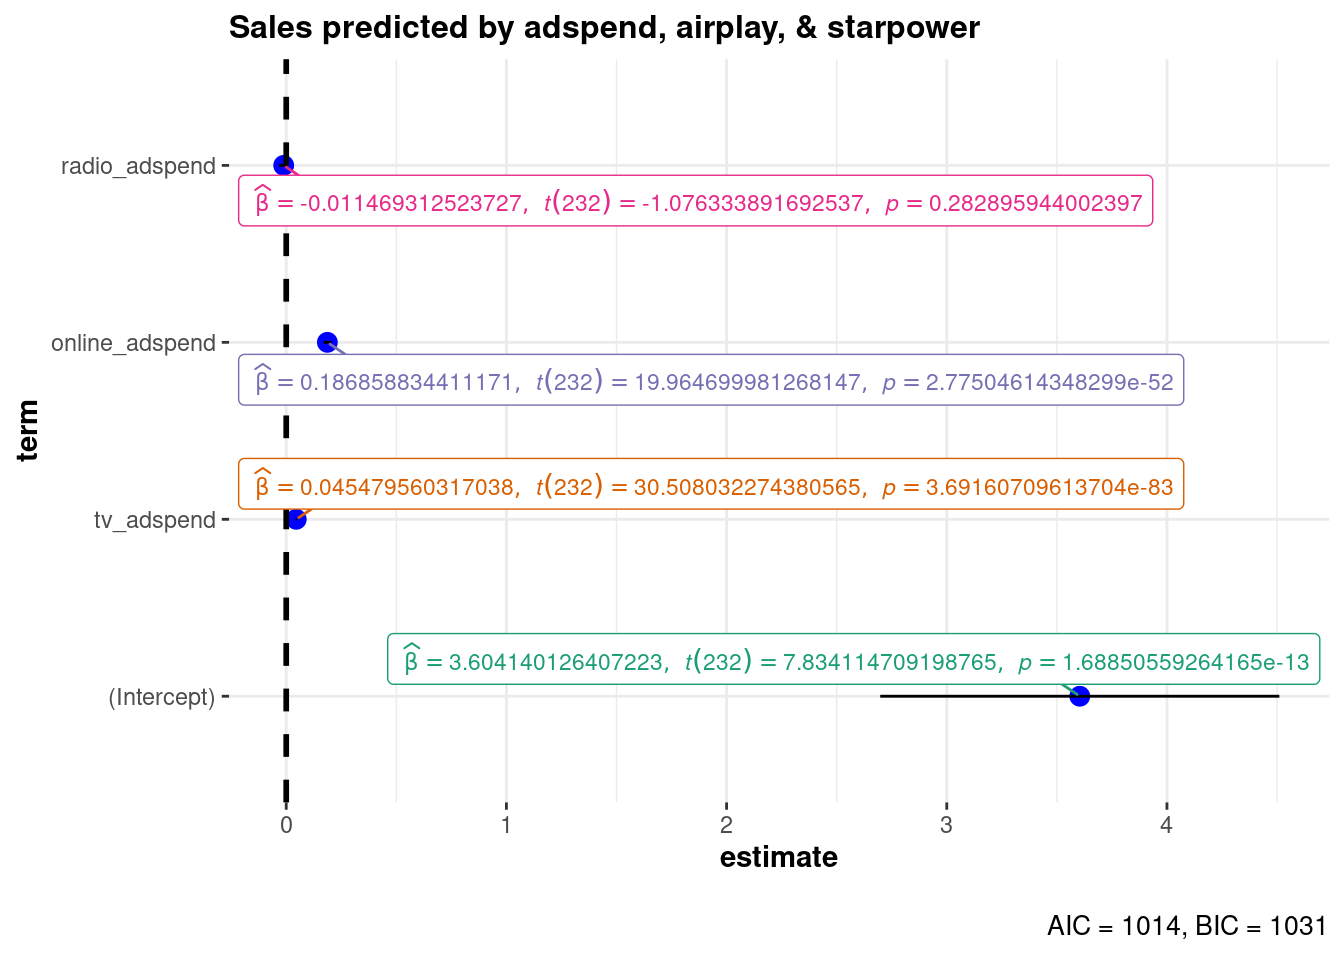 Sales predicted by adspend, airplay, & starpower
radio_adspend
β̂ = -0.011469312523727, t(232) = -1.076333891692537, p = 0.282895944002397
online_adspend
β̂ = 0.186858834411171, t(232) = 19.964699981268147, p = 2.77504614348299e-52
term
β̂ = 0.045479560317038, t(232) = 30.508032274380565, p = 3.69160709613704e-83
tv_adspend
β̂ = 3.604140126407223, t(232) = 7.834114709198765, p = 1.68850559264165e-13
(Intercept)
0 1 2 3 4
estimate
AIC = 1014, BIC = 1031